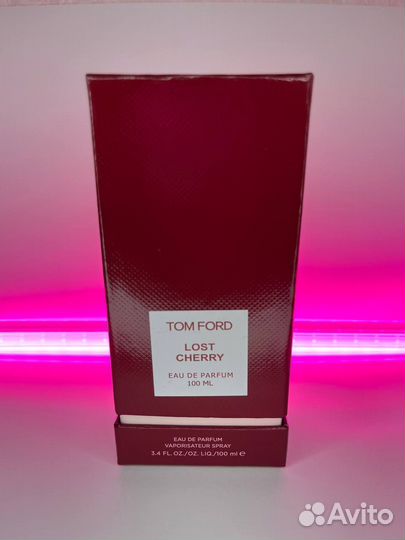 TOM FORD
LOST
CHERRY
EAU DE PARFUM
100 ML
EAU DE PARFUM
VAPORISATEUR SPRAY
3.4 FL. OZ./OZ. LIQ./100 ml ℮
Avito